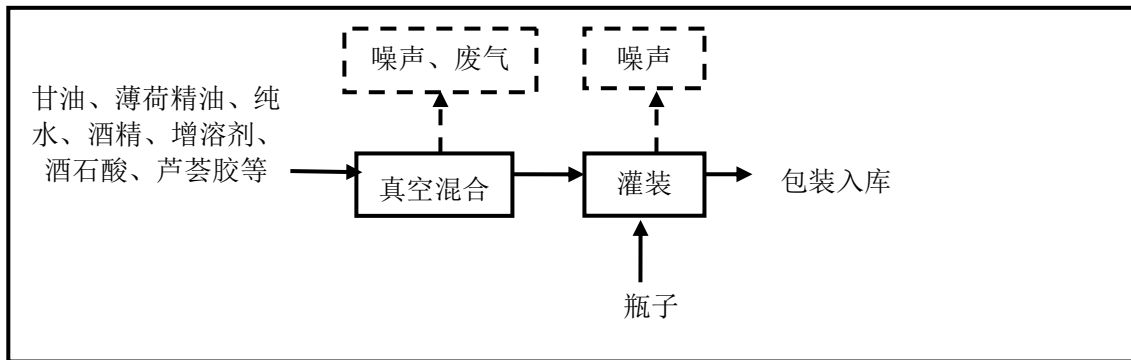 噪声、废气
噪声
甘油、薄荷精油、纯
水、酒精、增溶剂、
酒石酸、芦荟胶等
真空混合
灌装
包装入库
瓶子